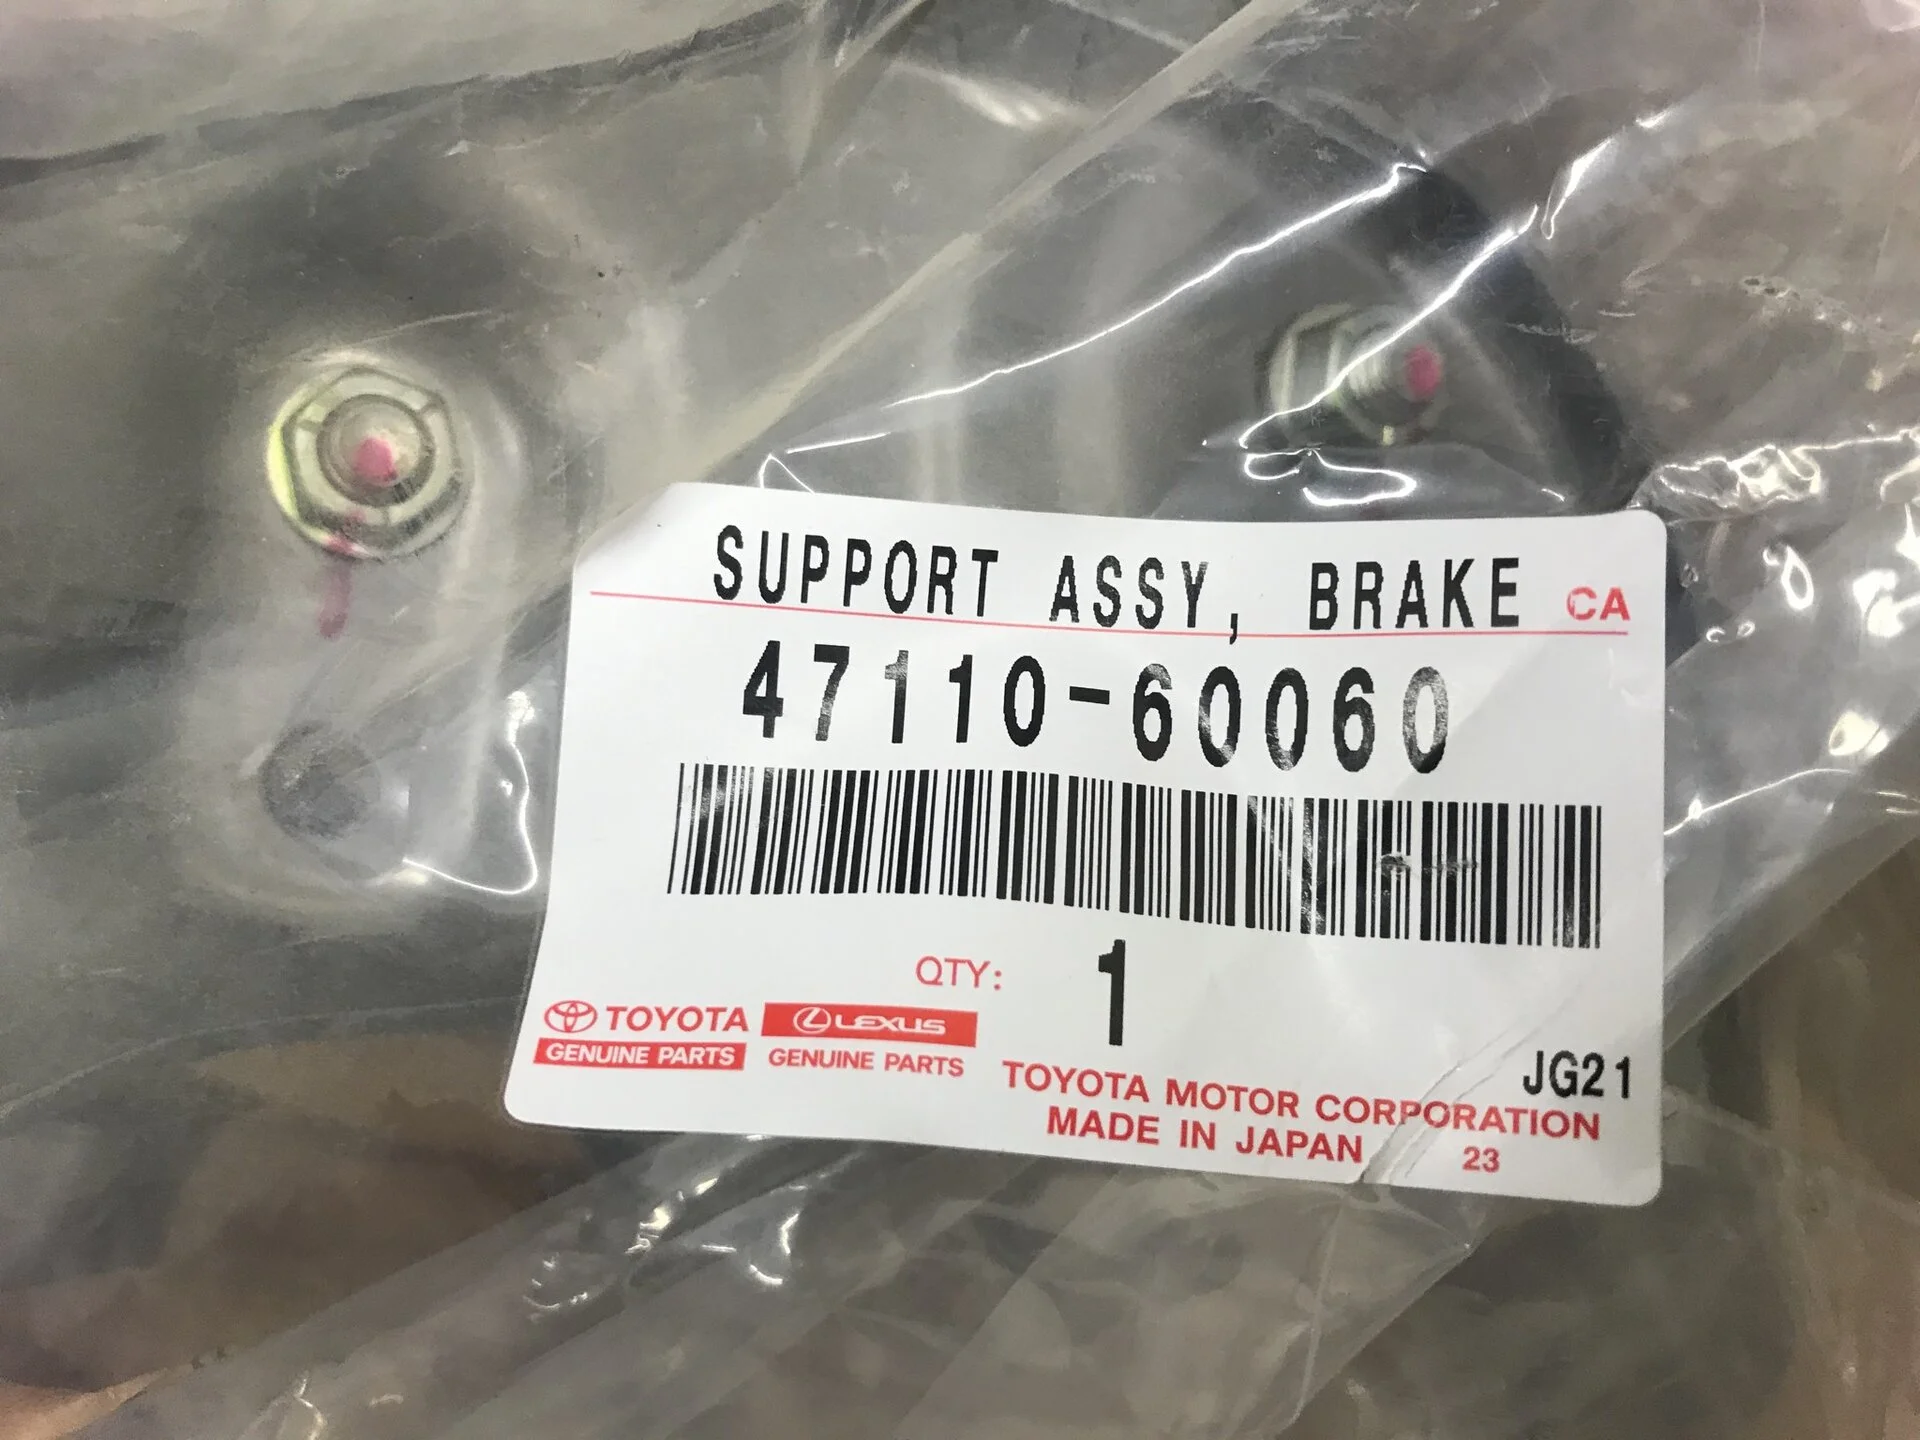 SUPPORT ASSY, BRAKE CA
47110-60060
QTY: 1
TOYOTA LEXUS
GENUINE PARTS GENUINE PARTS
JG21
TOYOTA MOTOR CORPORATION
MADE IN JAPAN 23